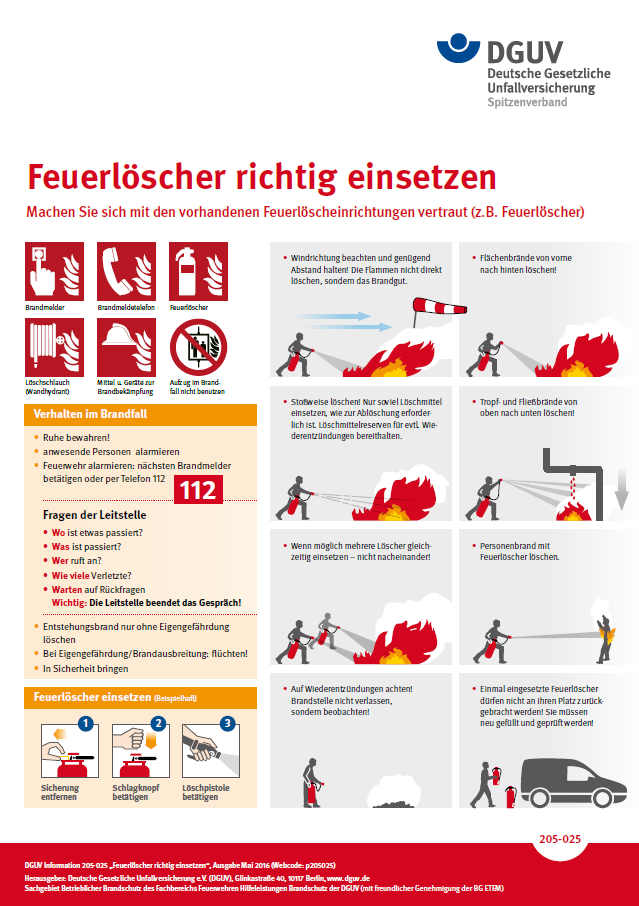 DGUV
Deutsche Gesetzliche
Unfallversicherung
Spitzenverband
Feuerlöscher richtig einsetzen
Machen Sie sich mit den vorhandenen Feuerlöscheinrichtungen vertraut (z.B. Feuerlöscher)
Brandmelder
Brandmeldetelefon
Feuerlöscher
Löschschlauch
(Wandhydrant)
Mittel u. Geräte zur
Brandbekämpfung
Aufzug im Brand-
fall nicht benutzen
Verhalten im Brandfall
• Ruhe bewahren!
• anwesende Personen alarmieren
• Feuerwehr alarmieren: nächsten Brandmelder
betätigen oder per Telefon 112
112
Fragen der Leitstelle
• Wo ist etwas passiert?
• Was ist passiert?
• Wer ruft an?
• Wie viele Verletzte?
• Warten auf Rückfragen
Wichtig: Die Leitstelle beendet das Gespräch!
• Entstehungsbrand nur ohne Eigengefährdung
löschen
• Bei Eigengefährdung/Brandausbreitung: flüchten!
• In Sicherheit bringen
Feuerlöscher einsetzen (Beispielhaft)
1
2
3
Sicherung
entfernen
Schlagknopf
betätigen
Löschpistole
betätigen
• Windrichtung beachten und genügend
Abstand halten! Die Flammen nicht direkt
löschen, sondern das Brandgut.
• Flächenbrände von vorne
nach hinten löschen!
• Stoßweise löschen! Nur soviel Löschmittel
einsetzen, wie zur Ablöschung erforder-
lich ist. Löschmittelreserven für evtl. Wie-
derentzündungen bereithalten.
• Tropf- und Fließbrände von
oben nach unten löschen!
• Wenn möglich mehrere Löscher gleich-
zeitig einsetzen – nicht nacheinander!
• Personenbrand mit
Feuerlöscher löschen.
• Auf Wiederentzündungen achten!
Brandstelle nicht verlassen,
sondern beobachten!
• Einmal eingesetzte Feuerlöscher
dürfen nicht an ihren Platz zurück-
gebracht werden! Sie müssen
neu gefüllt und geprüft werden!
205-025
DGUV Information 205-025 „Feuerlöscher richtig einsetzen“, Ausgabe Mai 2016 (Webcode: p205025)
Herausgeber: Deutsche Gesetzliche Unfallversicherung e.V. (DGUV), Glinkastraße 40, 10117 Berlin, www.dguv.de
Sachgebiet Betrieblicher Brandschutz des Fachbereichs Feuerwehren Hilfeleistungen Brandschutz der DGUV (mit freundlicher Genehmigung der BG ETEM)